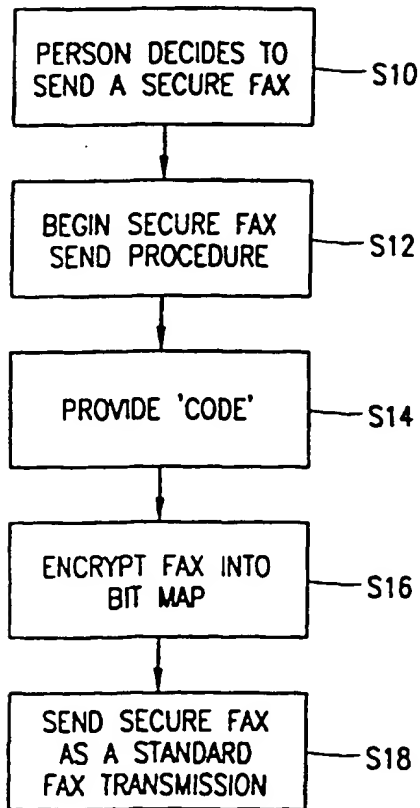 PERSON DECIDES TO
SEND A SECURE FAX
S10
BEGIN SECURE FAX
SEND PROCEDURE
S12
PROVIDE 'CODE'
S14
ENCRYPT FAX INTO
BIT MAP
S16
SEND SECURE FAX
AS A STANDARD
FAX TRANSMISSION
S18